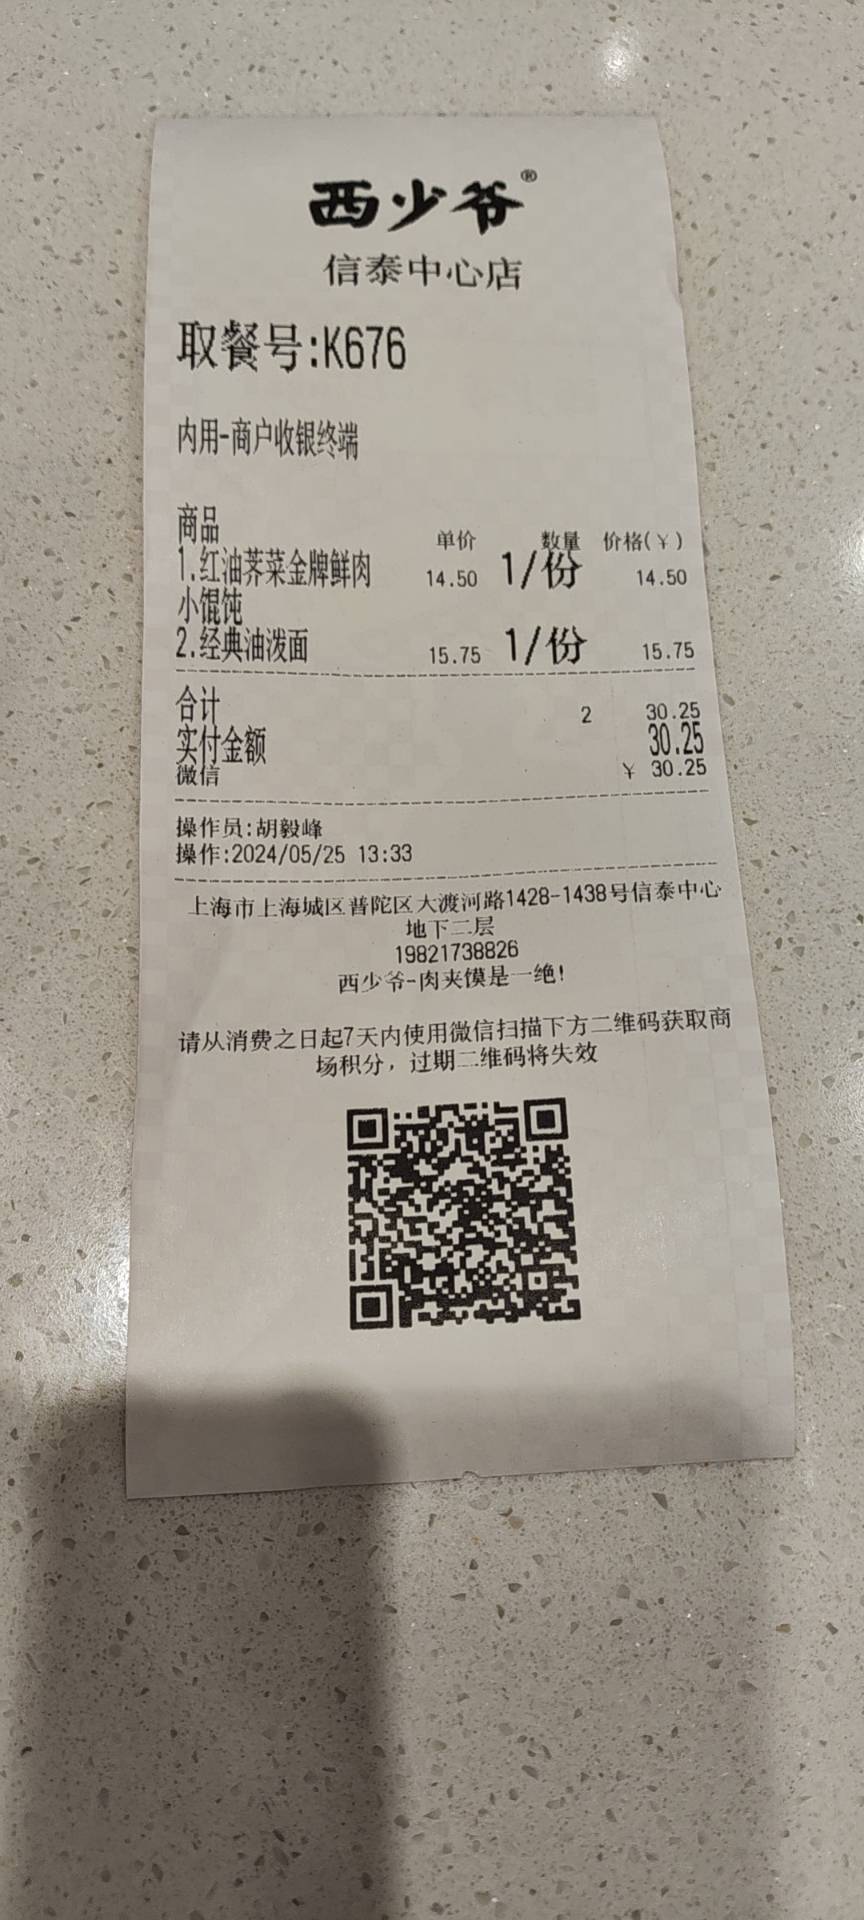 西少爷®
信泰中心店
取餐号:K676
内用-商户收银终端
商品 单价 数量 价格(¥)
1.红油荠菜金牌鲜肉 14.50 1/份 14.50
小馄饨
2.经典油泼面 15.75 1/份 15.75
合计 2 30.25
实付金额 30.25
微信 ¥ 30.25
操作员:胡毅峰
操作:2024/05/25 13:33
上海市上海城区普陀区大渡河路1428-1438号信泰中心
地下二层
19821738826
西少爷-肉夹馍是一绝!
请从消费之日起7天内使用微信扫描下方二维码获取商
场积分，过期二维码将失效